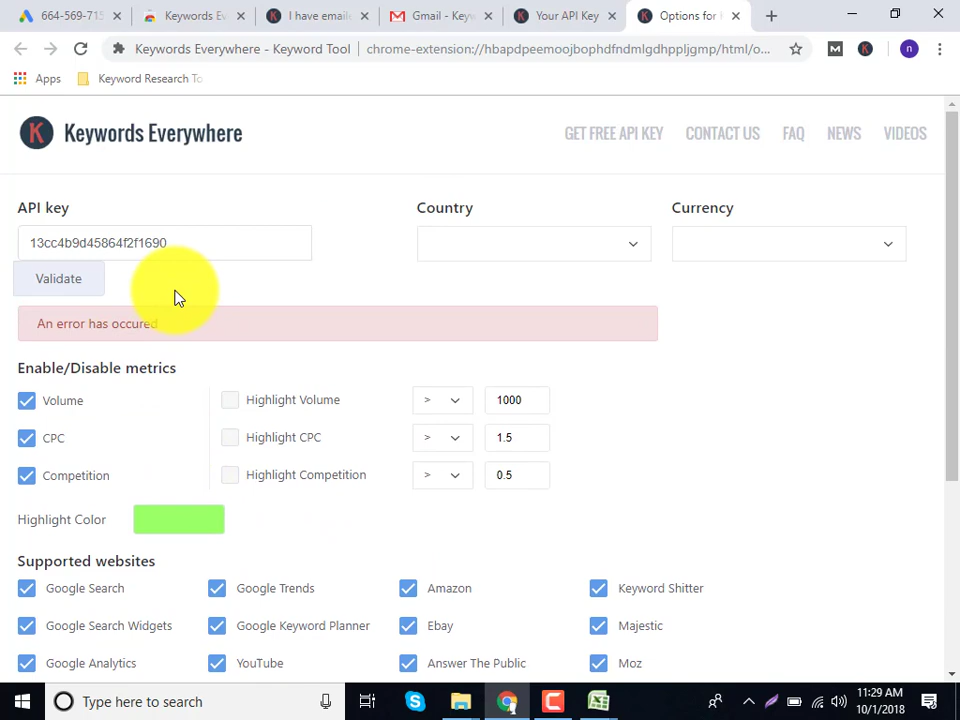 664-569-715
Keywords E
I have emaile
Gmail - Keyw
Your API Key
Options for
Keywords Everywhere - Keyword Tool
chrome-extension://hbapdpeemoojbophdfndmlgdhppljgmp/html/o...
M
K
n
Apps
Keyword Research To
K
Keywords Everywhere
GET FREE API KEY
CONTACT US
FAQ
NEWS
VIDEOS
API key
Country
Currency
13cc4b9d45864f2f1690
Validate
An error has occured
Enable/Disable metrics
Volume
Highlight Volume
>
1000
CPC
Highlight CPC
>
1.5
Competition
Highlight Competition
>
0.5
Highlight Color
Supported websites
Google Search
Google Trends
Amazon
Keyword Shitter
Google Search Widgets
Google Keyword Planner
Ebay
Majestic
Google Analytics
YouTube
Answer The Public
Moz
Type here to search
11:29 AM
10/1/2018